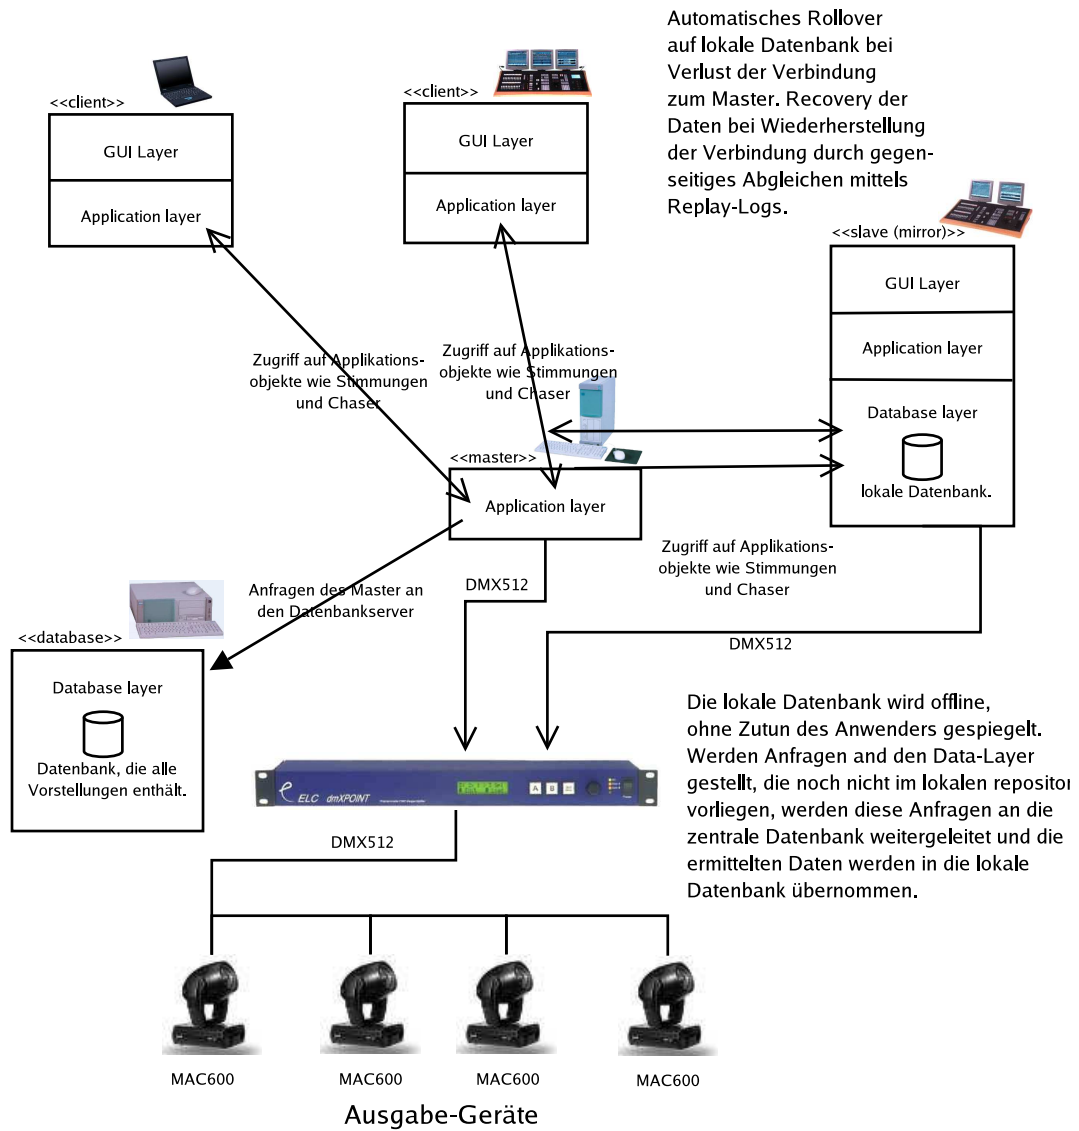 Automatisches Rollover
auf lokale Datenbank bei
Verlust der Verbindung
zum Master. Recovery der
Daten bei Wiederherstellung
der Verbindung durch gegen-
seitiges Abgleichen mittels
Replay-Logs.
<<client>>
GUI Layer
Application layer
<<client>>
GUI Layer
Application layer
<<slave (mirror)>>
GUI Layer
Application layer
Database layer
lokale Datenbank.
Zugriff auf Applikations-
objekte wie Stimmungen
und Chaser
Zugriff auf Applikations-
objekte wie Stimmungen
und Chaser
<<master>>
Application layer
Zugriff auf Applikations-
objekte wie Stimmungen
und Chaser
DMX512
Anfragen des Master an
den Datenbankserver
DMX512
<<database>>
Database layer
Datenbank, die alle
Vorstellungen enthält.
Die lokale Datenbank wird offline,
ohne Zutun des Anwenders gespiegelt.
Werden Anfragen and den Data-Layer
gestellt, die noch nicht im lokalen repositor
vorliegen, werden diese Anfragen an die
zentrale Datenbank weitergeleitet und die
ermittelten Daten werden in die lokale
Datenbank übernommen.
ELC dmXPOINT
A B
DMX512
MAC600
MAC600
MAC600
MAC600
Ausgabe-Geräte